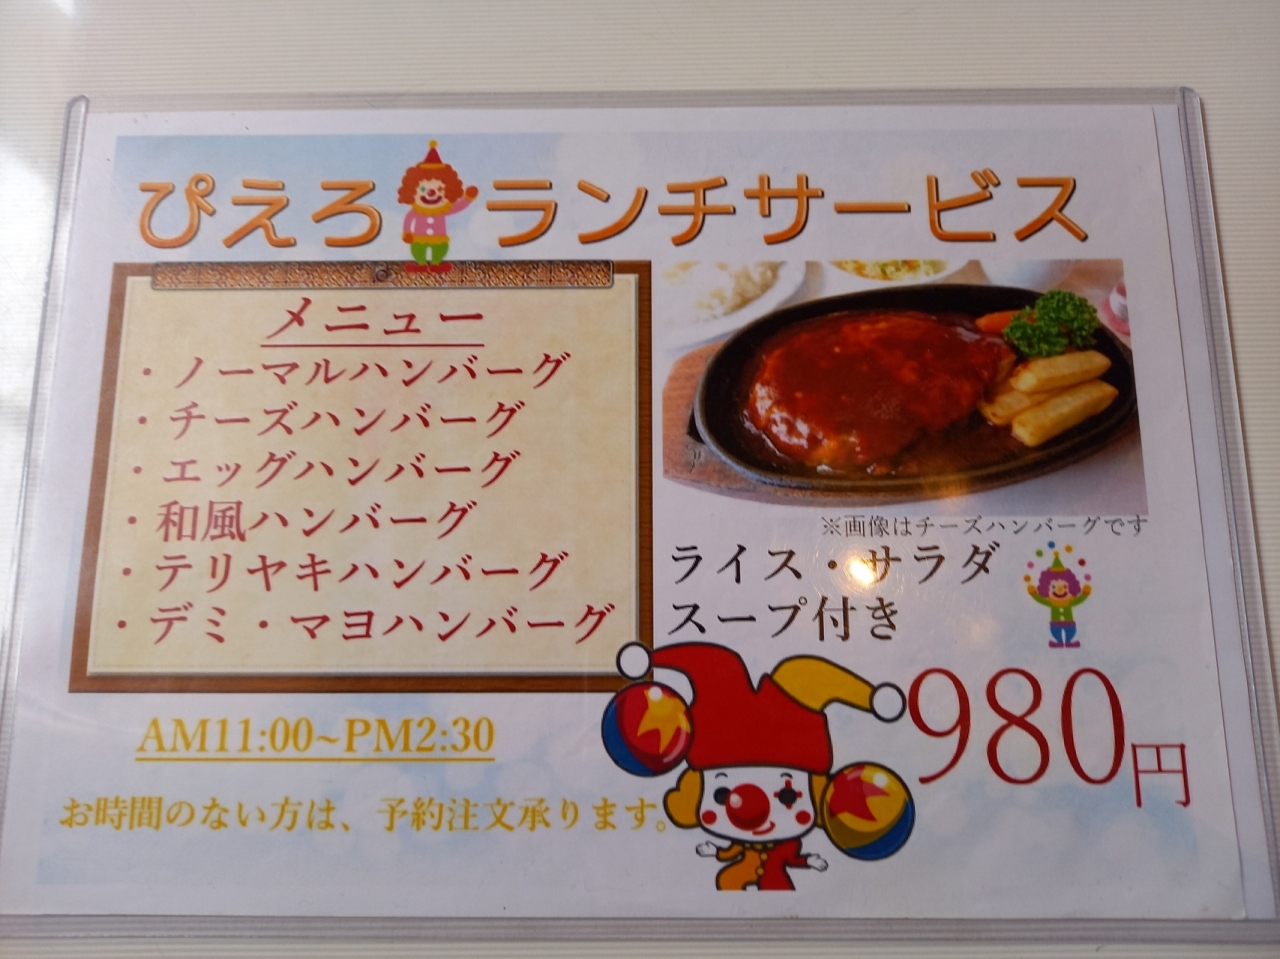 ぴえろランチサービス
メニュー
・ノーマルハンバーグ
・チーズハンバーグ
・エッグハンバーグ
・和風ハンバーグ
・テリヤキハンバーグ
・デミ・マヨハンバーグ
※画像はチーズハンバーグです
ライス・サラダ
スープ付き
980円
AM11:00~PM2:30
お時間のない方は、予約注文承ります。